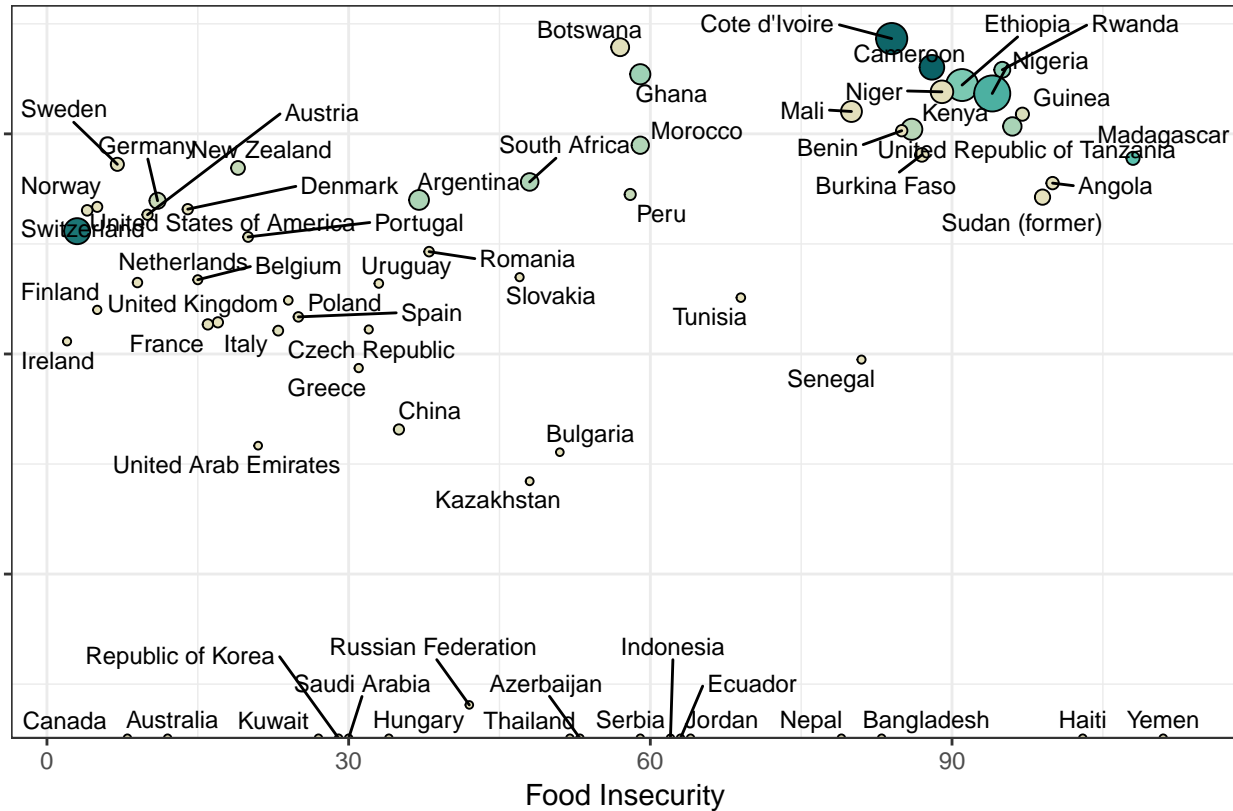 Botswana
Cote d'Ivoire
Ethiopia
Rwanda
Cameroon
Nigeria
Ghana
Niger
Guinea
Sweden
Austria
Mali
Kenya
Germany
New Zealand
South Africa
Morocco
Benin
United Republic of Tanzania
Madagascar
Norway
Denmark
Argentina
Burkina Faso
Angola
Switzerland
United States of America
Portugal
Peru
Sudan (former)
Netherlands
Belgium
Uruguay
Romania
Finland
United Kingdom
Poland
Spain
Slovakia
Tunisia
Ireland
France
Italy
Czech Republic
Greece
Senegal
China
Bulgaria
United Arab Emirates
Kazakhstan
Republic of Korea
Russian Federation
Indonesia
Saudi Arabia
Azerbaijan
Ecuador
Canada
Australia
Kuwait
Hungary
Thailand
Serbia
Jordan
Nepal
Bangladesh
Haiti
Yemen
0
30
60
90
Food Insecurity